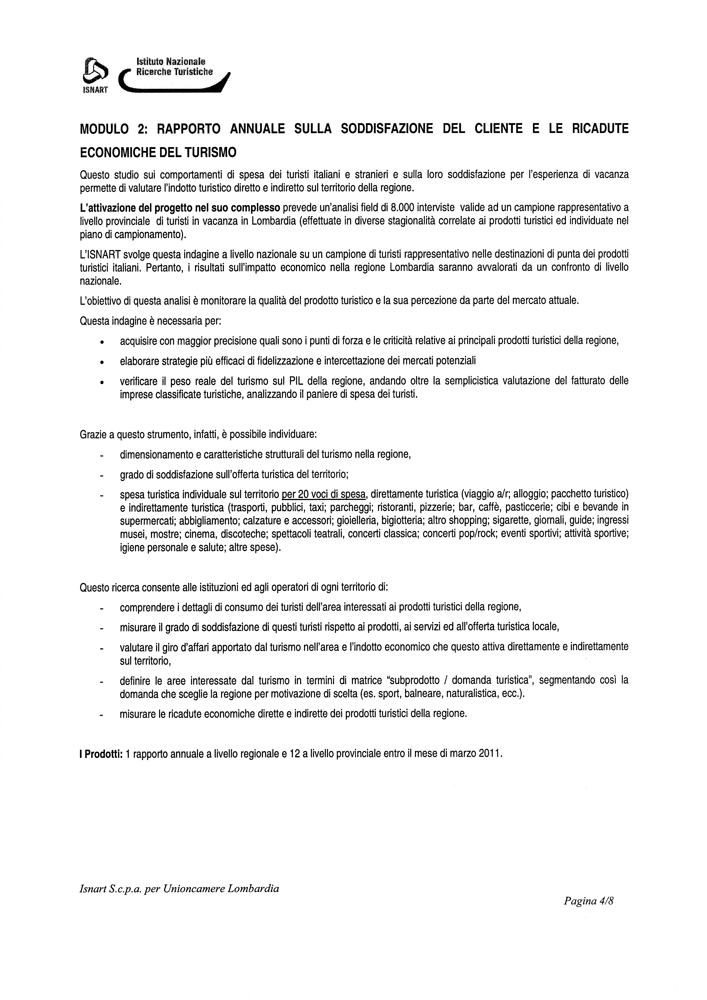 Istituto Nazionale
Ricerche Turistiche
ISNART
MODULO 2: RAPPORTO ANNUALE SULLA SODDISFAZIONE DEL CLIENTE E LE RICADUTE
ECONOMICHE DEL TURISMO
Questo studio sui comportamenti di spesa dei turisti italiani e stranieri e sulla loro soddisfazione per l'esperienza di vacanza
permette di valutare l'indotto turistico diretto e indiretto sul territorio della regione.
L'attivazione del progetto nel suo complesso prevede un'analisi field di 8.000 interviste valide ad un campione rappresentativo a
livello provinciale di turisti in vacanza in Lombardia (effettuate in diverse stagionalità correlate ai prodotti turistici ed individuate nel
piano di campionamento).
L'ISNART svolge questa indagine a livello nazionale su un campione di turisti rappresentativo nelle destinazioni di punta dei prodotti
turistici italiani. Pertanto, i risultati sull'impatto economico nella regione Lombardia saranno avvalorati da un confronto di livello
nazionale.
L'obiettivo di questa analisi è monitorare la qualità del prodotto turistico e la sua percezione da parte del mercato attuale.
Questa indagine è necessaria per:
• acquisire con maggior precisione quali sono i punti di forza e le criticità relative ai principali prodotti turistici della regione,
• elaborare strategie più efficaci di fidelizzazione e intercettazione dei mercati potenziali
• verificare il peso reale del turismo sul PIL della regione, andando oltre la semplicistica valutazione del fatturato delle
imprese classificate turistiche, analizzando il paniere di spesa dei turisti.
Grazie a questo strumento, infatti, è possibile individuare:
- dimensionamento e caratteristiche strutturali del turismo nella regione,
- grado di soddisfazione sull'offerta turistica del territorio;
- spesa turistica individuale sul territorio per 20 voci di spesa, direttamente turistica (viaggio a/r; alloggio; pacchetto turistico)
e indirettamente turistica (trasporti, pubblici, taxi; parcheggi; ristoranti, pizzerie; bar, caffè, pasticcerie; cibi e bevande in
supermercati; abbigliamento; calzature e accessori; gioielleria, bigiotteria; altro shopping; sigarette, giornali, guide; ingressi
musei, mostre; cinema, discoteche; spettacoli teatrali, concerti classica; concerti pop/rock; eventi sportivi; attività sportive;
igiene personale e salute; altre spese).
Questo ricerca consente alle istituzioni ed agli operatori di ogni territorio di:
- comprendere i dettagli di consumo dei turisti dell'area interessati ai prodotti turistici della regione,
- misurare il grado di soddisfazione di questi turisti rispetto ai prodotti, ai servizi ed all'offerta turistica locale,
- valutare il giro d'affari apportato dal turismo nell'area e l'indotto economico che questo attiva direttamente e indirettamente
sul territorio,
- definire le aree interessate dal turismo in termini di matrice "subprodotto / domanda turistica", segmentando così la
domanda che sceglie la regione per motivazione di scelta (es. sport, balneare, naturalistica, ecc.).
- misurare le ricadute economiche dirette e indirette dei prodotti turistici della regione.
I Prodotti: 1 rapporto annuale a livello regionale e 12 a livello provinciale entro il mese di marzo 2011.
Isnart S.c.p.a. per Unioncamere Lombardia
Pagina 4/8